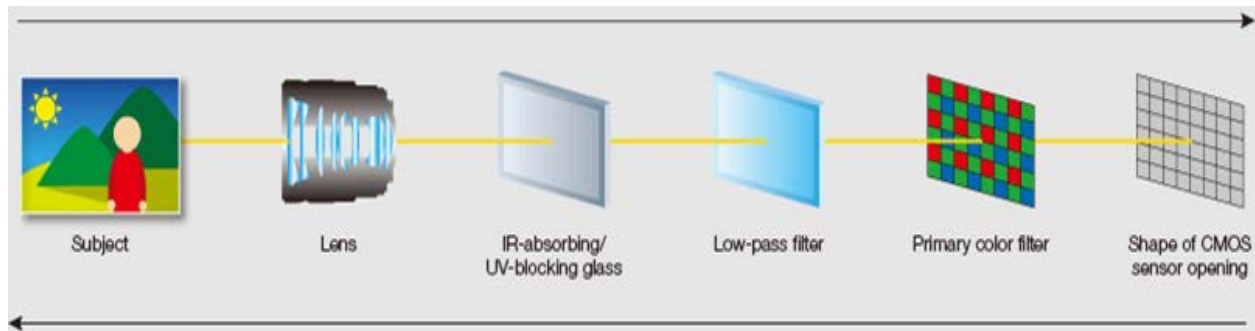 Subject
Lens
IR-absorbing/
UV-blocking glass
Low-pass filter
Primary color filter
Shape of CMOS
sensor opening